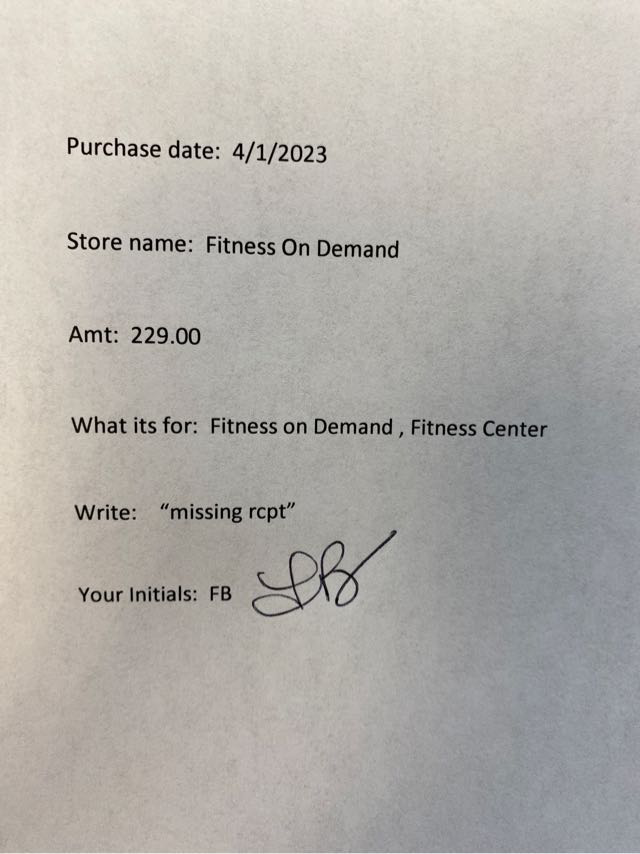 Purchase date: 4/1/2023
Store name: Fitness On Demand
Amt: 229.00
What its for: Fitness on Demand , Fitness Center
Write: “missing rcpt”
Your Initials: FB FB